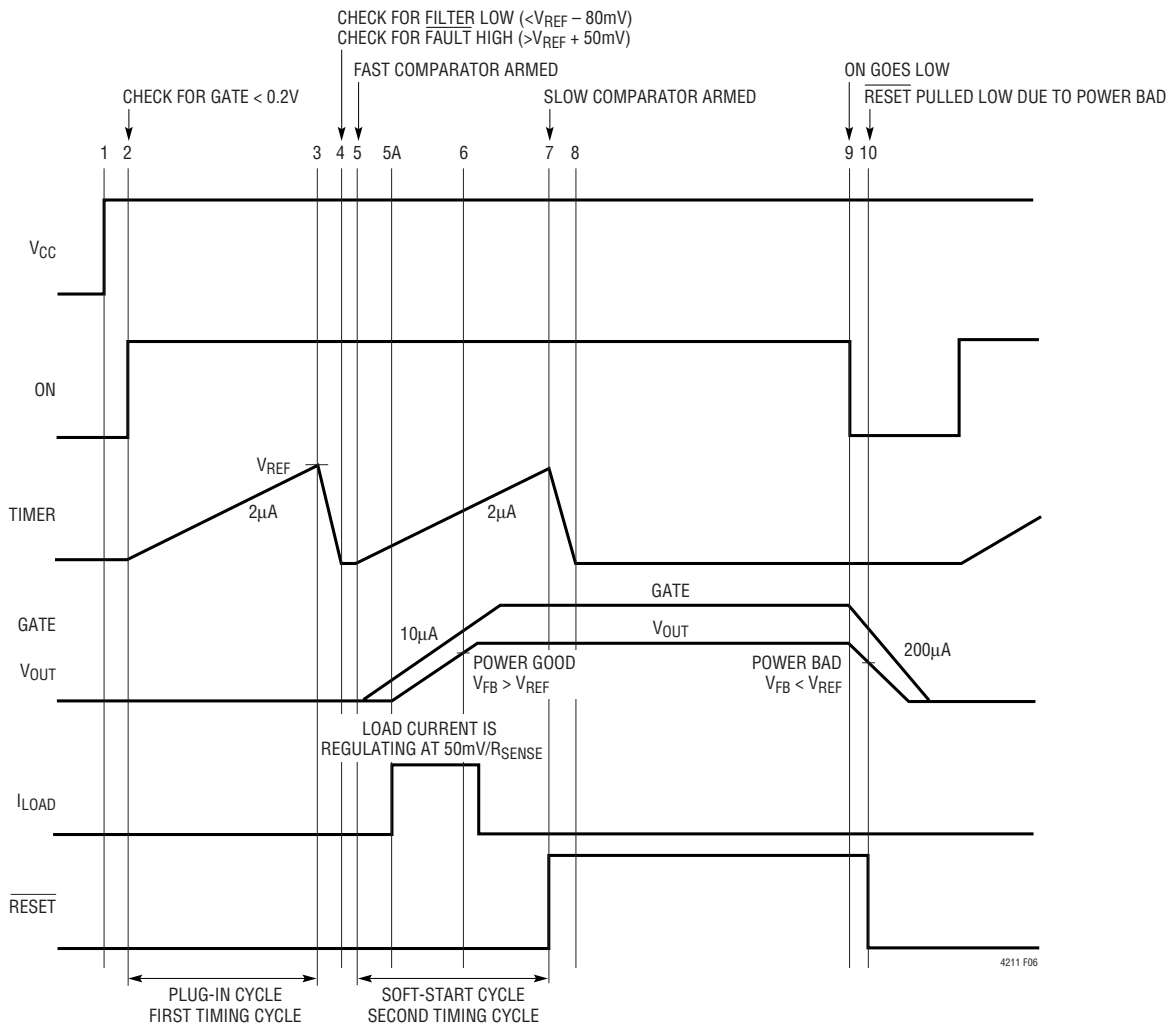 CHECK FOR FILTER LOW (<VREF – 80mV)
CHECK FOR FAULT HIGH (>VREF + 50mV)
FAST COMPARATOR ARMED
ON GOES LOW
CHECK FOR GATE < 0.2V
SLOW COMPARATOR ARMED
RESET PULLED LOW DUE TO POWER BAD
1 2 3 4 5 5A 6 7 8 9 10
VCC
ON
VREF
TIMER
2µA
2µA
GATE
GATE
10µA
VOUT
200µA
VOUT
POWER GOOD
VFB > VREF
POWER BAD
VFB < VREF
LOAD CURRENT IS
REGULATING AT 50mV/RSENSE
ILOAD
RESET
4211 F06
PLUG-IN CYCLE
FIRST TIMING CYCLE
SOFT-START CYCLE
SECOND TIMING CYCLE